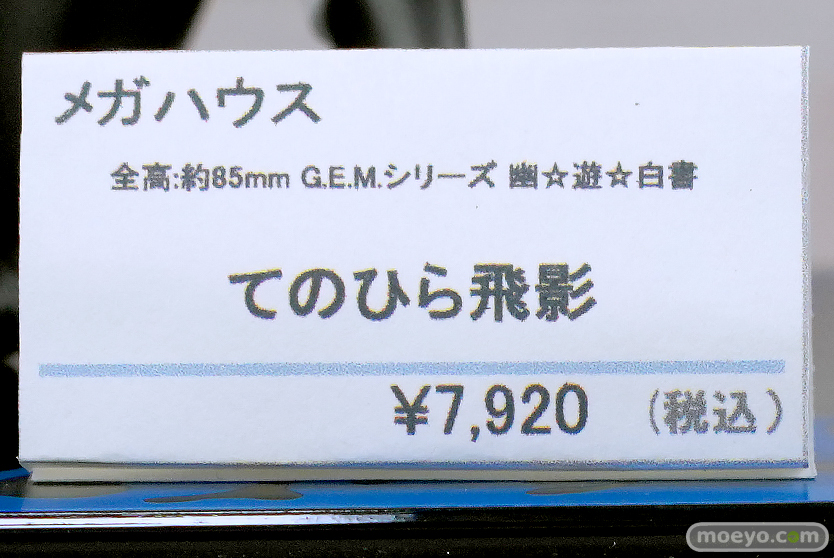 メガハウス
全高:約85mm G.E.M.シリーズ 幽☆遊☆白書
てのひら飛影
¥7,920 (税込)
moeyo.com